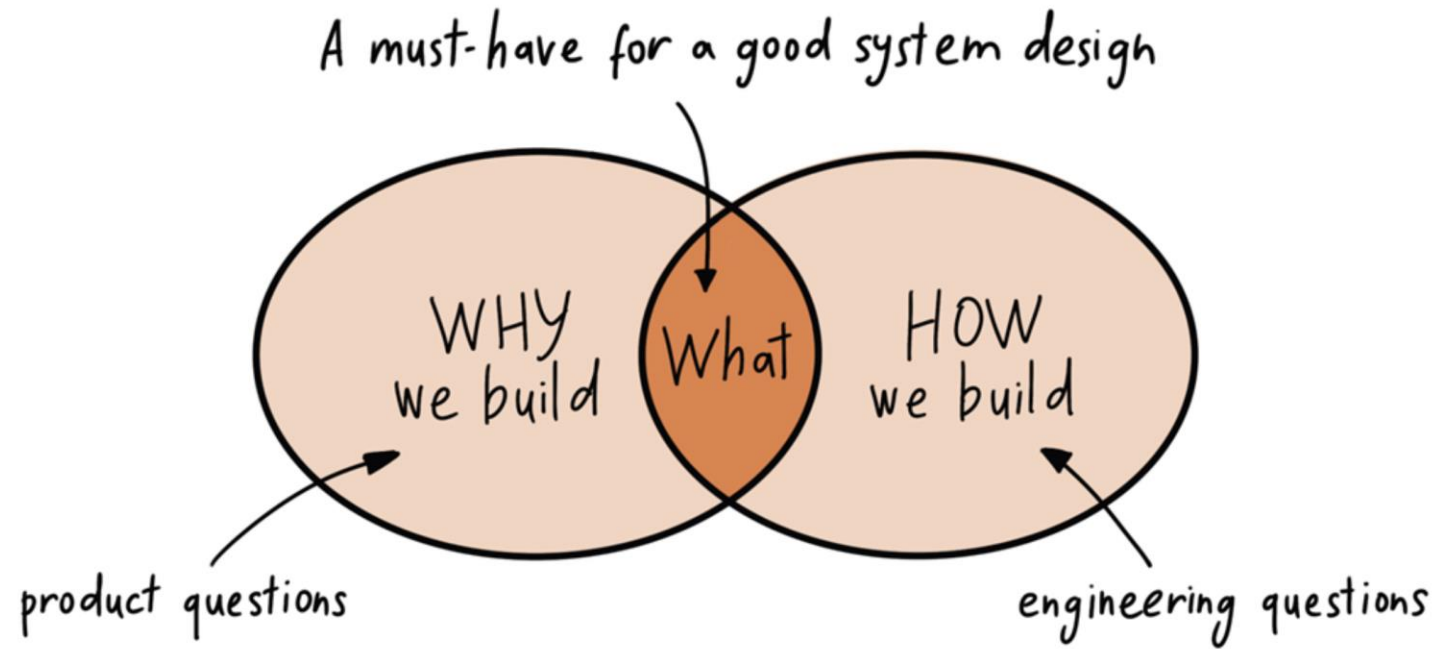 A must-have for a good system design
WHY
we build
What
HOW
we build
product questions
engineering questions